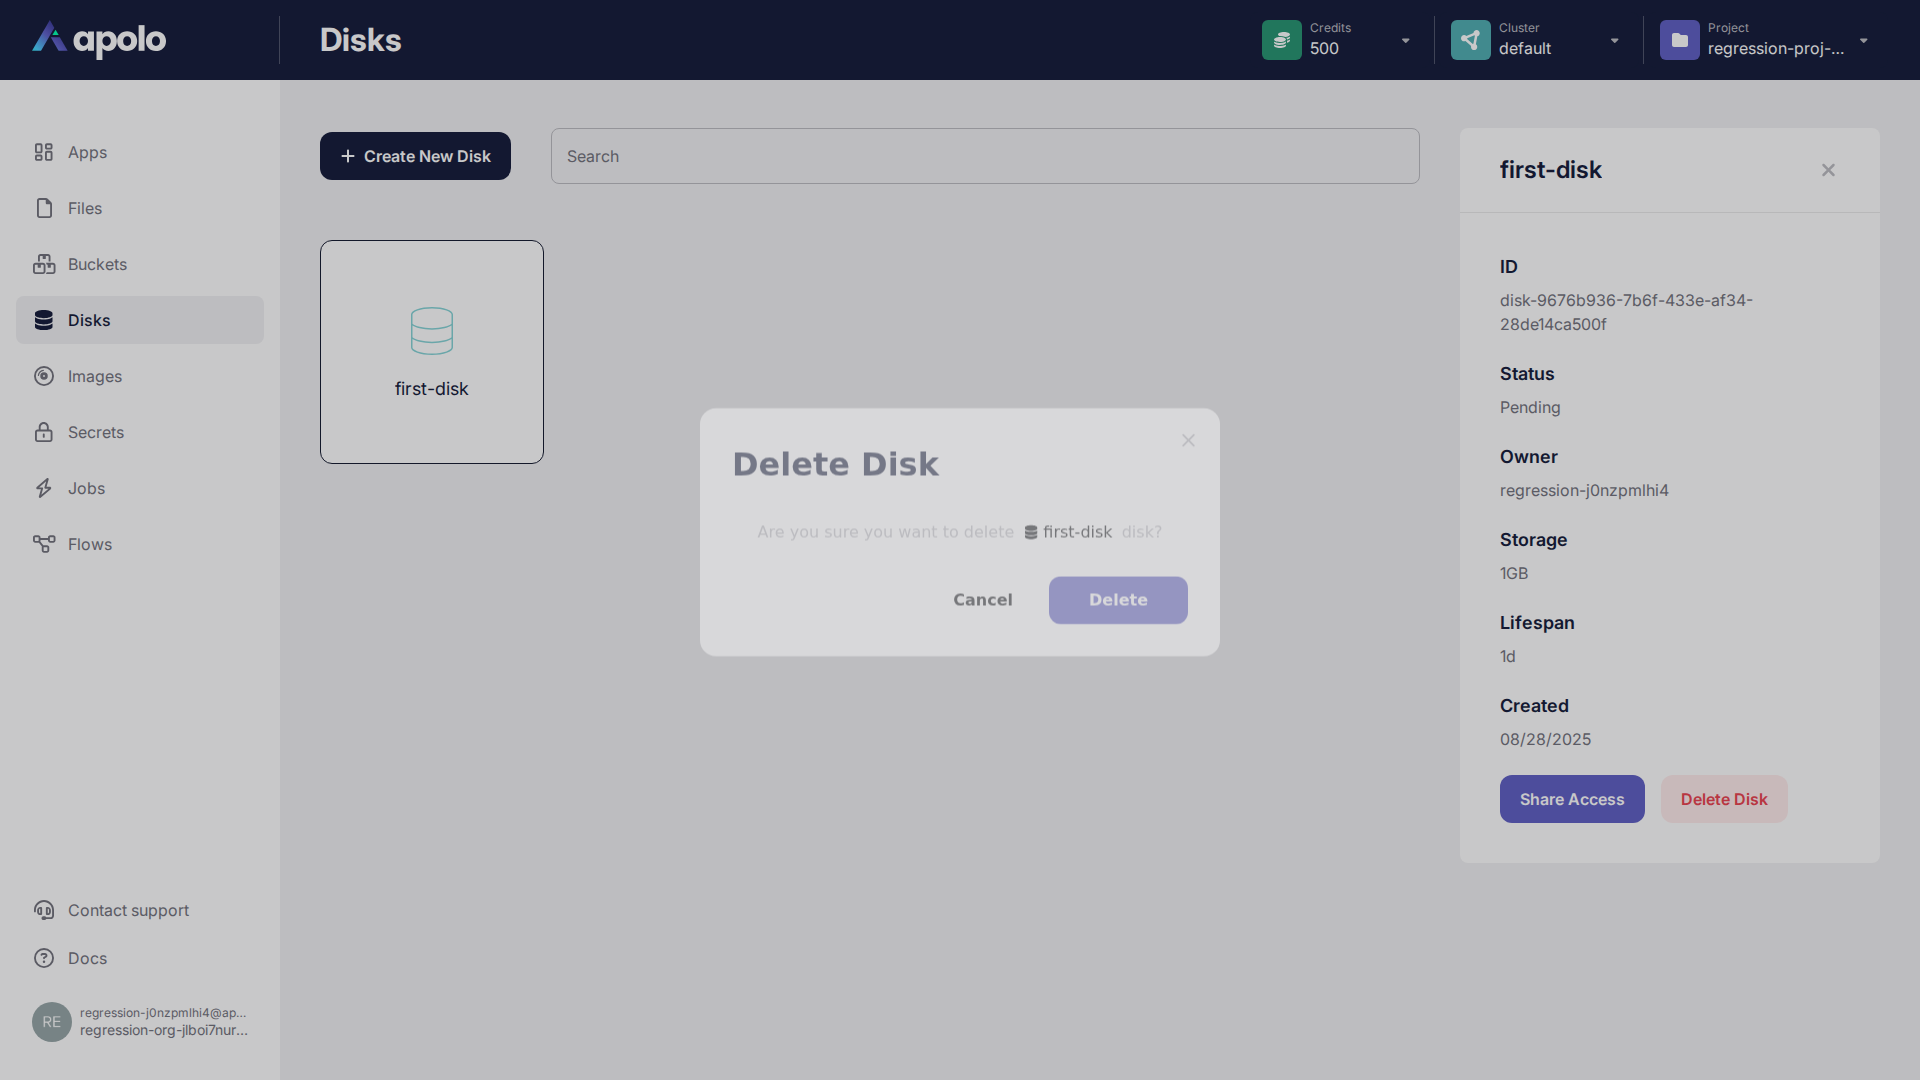 apolo
Disks
Credits
500
Cluster
default
Project
regression-proj-...
Apps
Files
Buckets
Disks
Images
Secrets
Jobs
Flows
Contact support
Docs
RE
regression-j0nzpmlhi4@ap...
regression-org-jlboi7nur...
Create New Disk
Search
first-disk
Delete Disk
Are you sure you want to delete first-disk disk?
Cancel
Delete
first-disk
ID
disk-9676b936-7b6f-433e-af34-
28de14ca500f
Status
Pending
Owner
regression-j0nzpmlhi4
Storage
1GB
Lifespan
1d
Created
08/28/2025
Share Access
Delete Disk